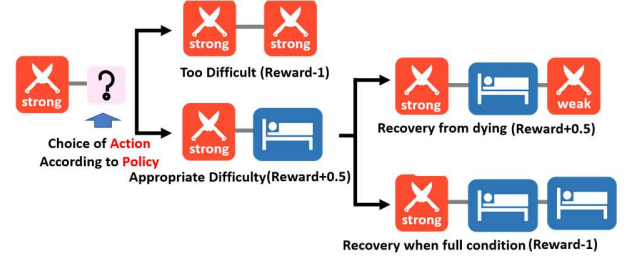 strong
?
Choice of Action
According to Policy
strong strong
Too Difficult (Reward-1)
strong
Appropriate Difficulty(Reward+0.5)
strong weak
Recovery from dying (Reward+0.5)
strong
Recovery when full condition (Reward-1)